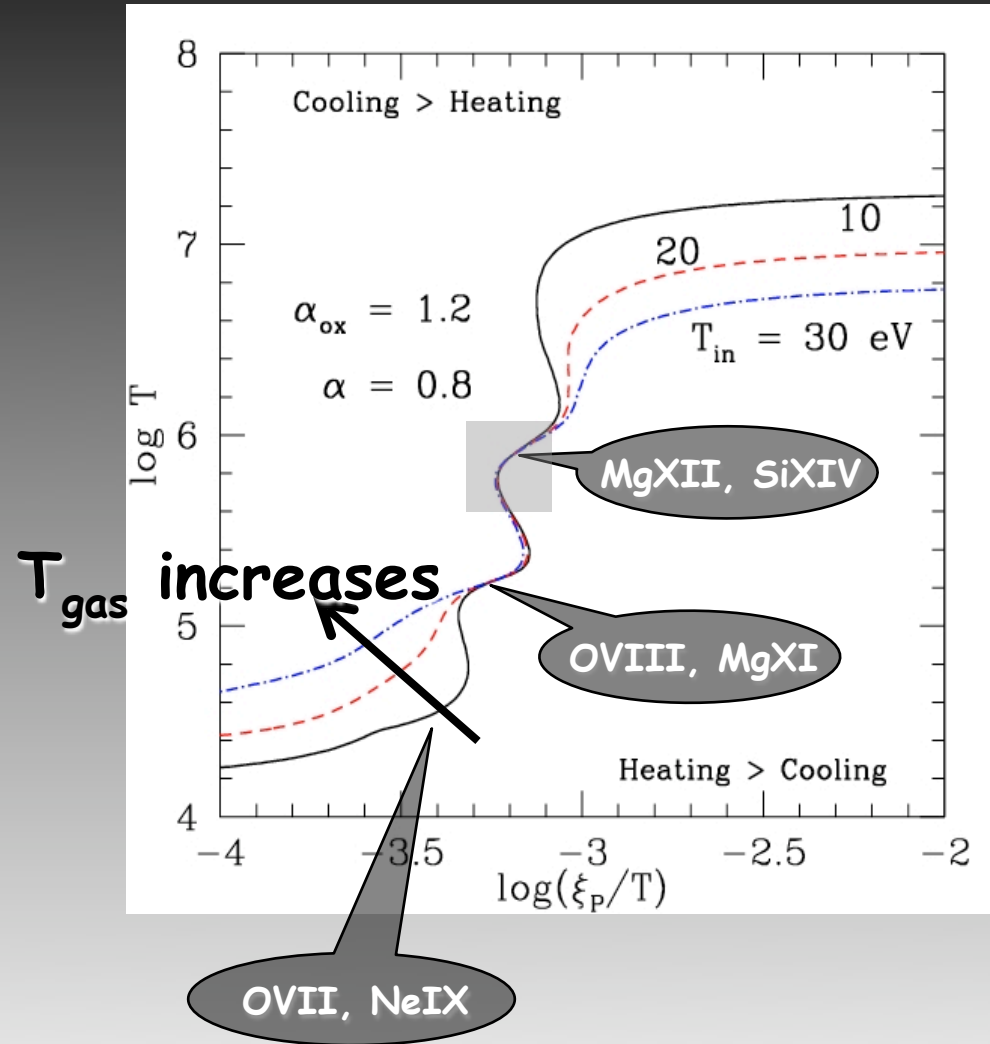 8
Cooling > Heating
7
10
20
α_ox = 1.2
T_in = 30 eV
α = 0.8
log T
6
MgXII, SiXIV
T_gas increases
5
OVIII, MgXI
Heating > Cooling
4
−4 −3.5 −3 −2.5 −2
log(ξ_P/T)
OVII, NeIX